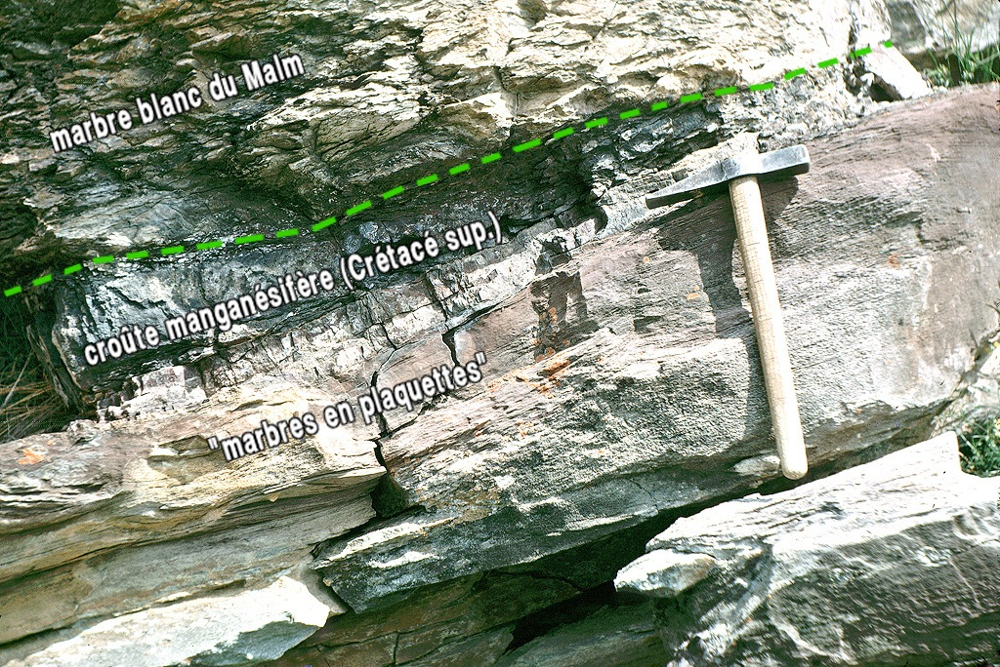 marbre blanc du Malm
croûte manganésifère (Crétacé sup.)
"marbres en plaquettes"